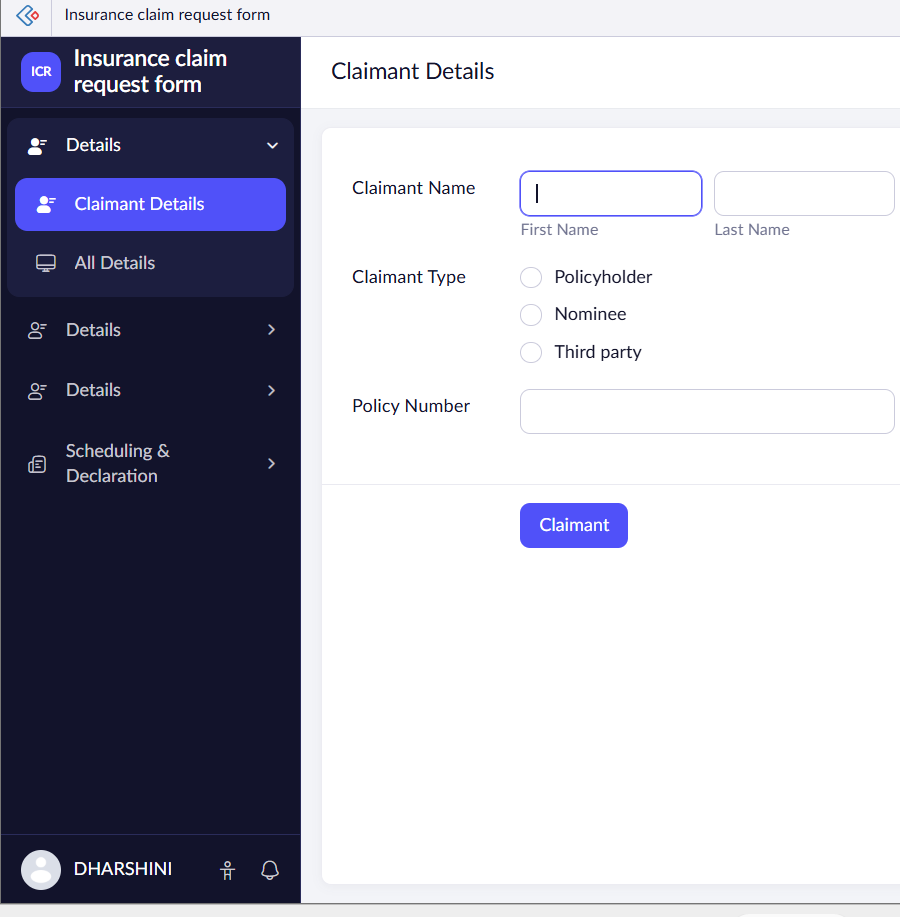 Insurance claim request form
ICR
Insurance claim
request form
Details
Claimant Details
All Details
Details
Details
Scheduling &
Declaration
DHARSHINI
Claimant Details
Claimant Name
First Name
Last Name
Claimant Type
Policyholder
Nominee
Third party
Policy Number
Claimant